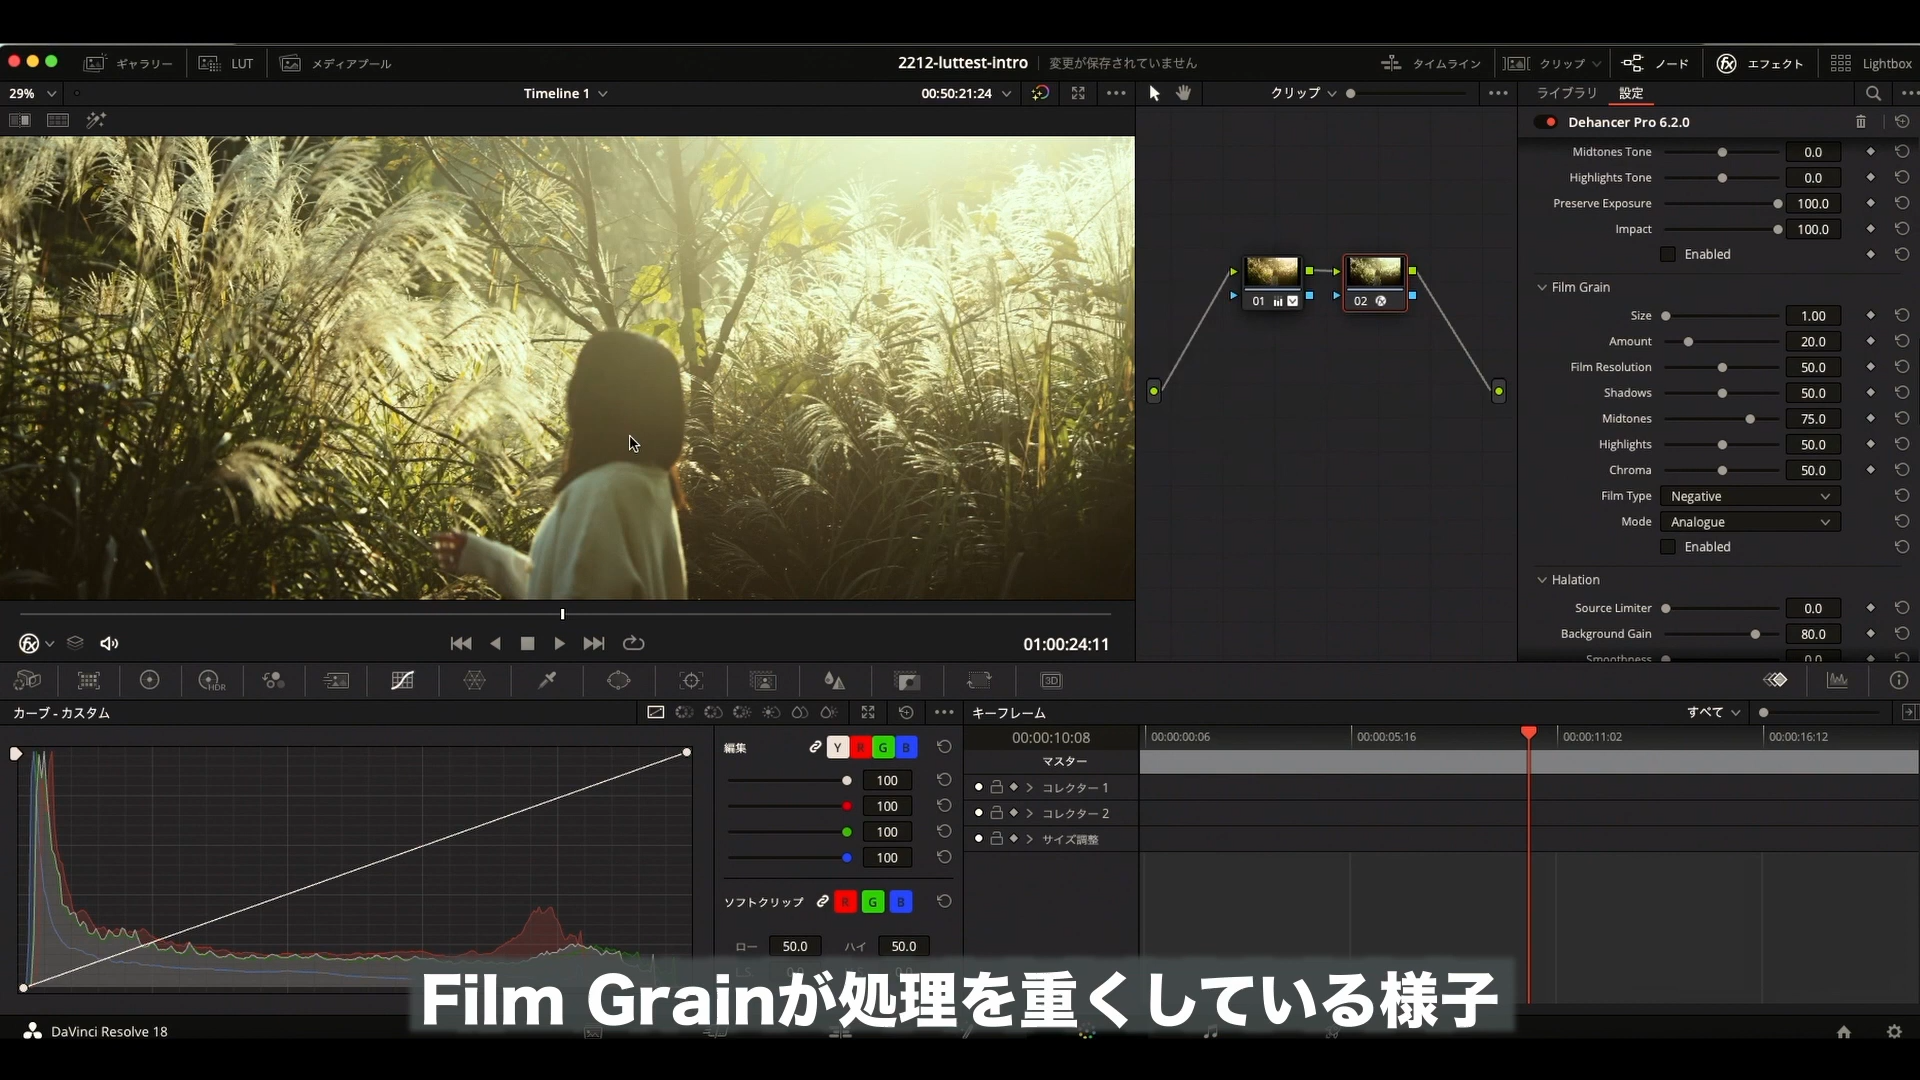 ギャラリー
LUT
メディアプール
2212-luttest-intro
変更が保存されていません
タイムライン
クリップ
ノード
エフェクト
Lightbox
29%
Timeline 1
00:50:21:24
クリップ
ライブラリ
設定
Dehancer Pro 6.2.0
Midtones Tone 0.0
Highlights Tone 0.0
Preserve Exposure 100.0
Impact 100.0
Enabled
Film Grain
Size 1.00
Amount 20.0
Film Resolution 50.0
Shadows 50.0
Midtones 75.0
Highlights 50.0
Chroma 50.0
Film Type Negative
Mode Analogue
Enabled
Halation
Source Limiter 0.0
Background Gain 80.0
Smoothness 0.0
01
02
01:00:24:11
HDR
3D
カーブ - カスタム
編集
Y R G B
100
100
100
100
ソフトクリップ
R G B
ロー 50.0 ハイ 50.0
キーフレーム
すべて
00:00:10:08
00:00:00:06
00:00:05:16
00:00:11:02
00:00:16:12
マスター
コレクター 1
コレクター 2
サイズ調整
Film Grainが処理を重くしている様子
DaVinci Resolve 18